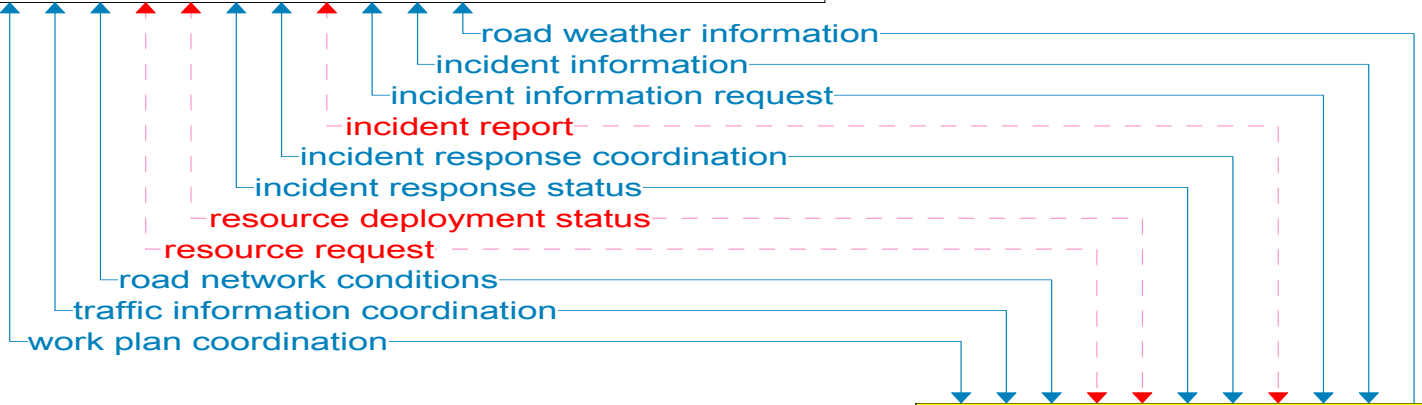 road weather information
incident information
incident information request
incident report
incident response coordination
incident response status
resource deployment status
resource request
road network conditions
traffic information coordination
work plan coordination